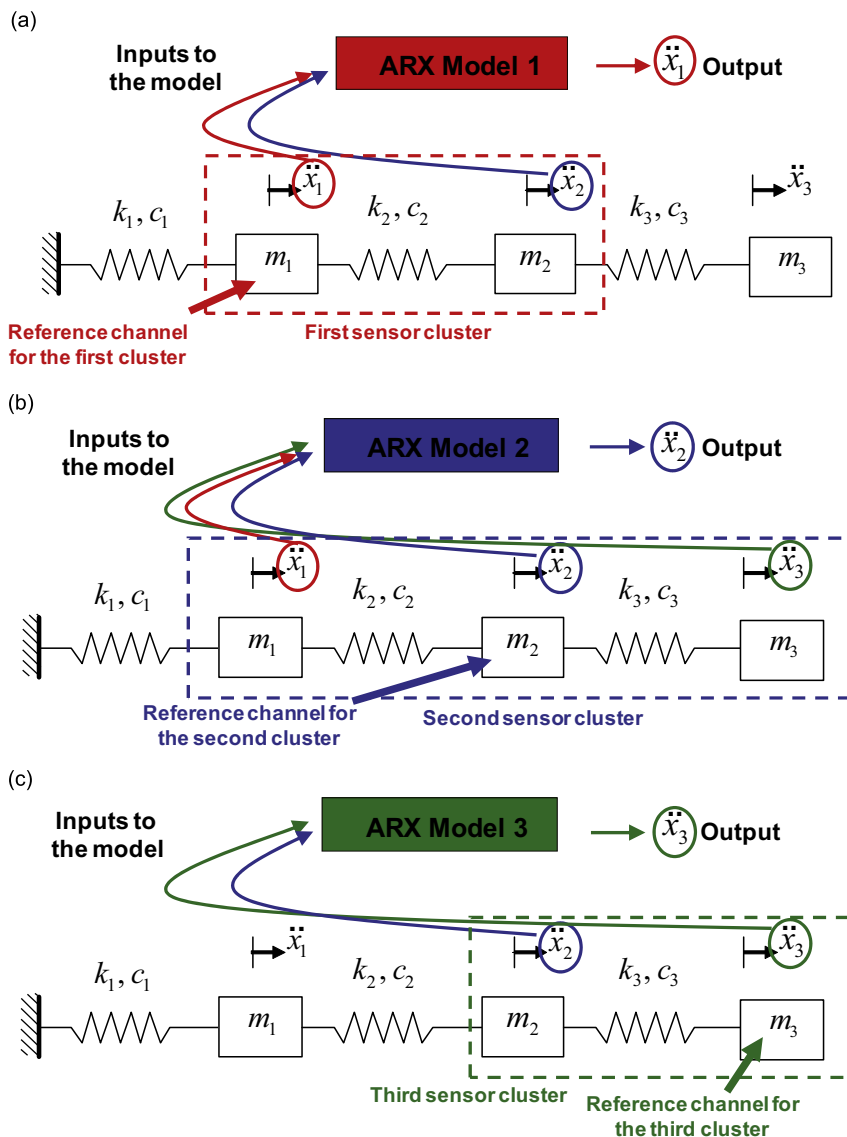 (a)
Inputs to
the model
ARX Model 1
ẍ₁ Output
ẍ₁
ẍ₂
ẍ₃
k₁, c₁
k₂, c₂
k₃, c₃
m₁
m₂
m₃
Reference channel
for the first cluster
First sensor cluster
(b)
Inputs to
the model
ARX Model 2
ẍ₂ Output
ẍ₁
ẍ₂
ẍ₃
k₁, c₁
k₂, c₂
k₃, c₃
m₁
m₂
m₃
Reference channel for
the second cluster
Second sensor cluster
(c)
Inputs to
the model
ARX Model 3
ẍ₃ Output
ẍ₁
ẍ₂
ẍ₃
k₁, c₁
k₂, c₂
k₃, c₃
m₁
m₂
m₃
Third sensor cluster
Reference channel for
the third cluster